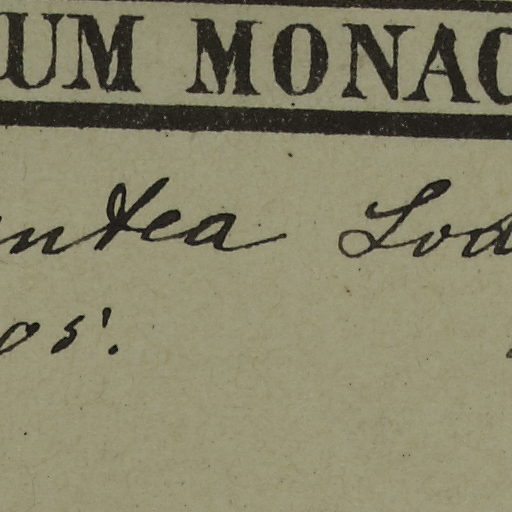 UM MONAC
ntea Lod
os'.